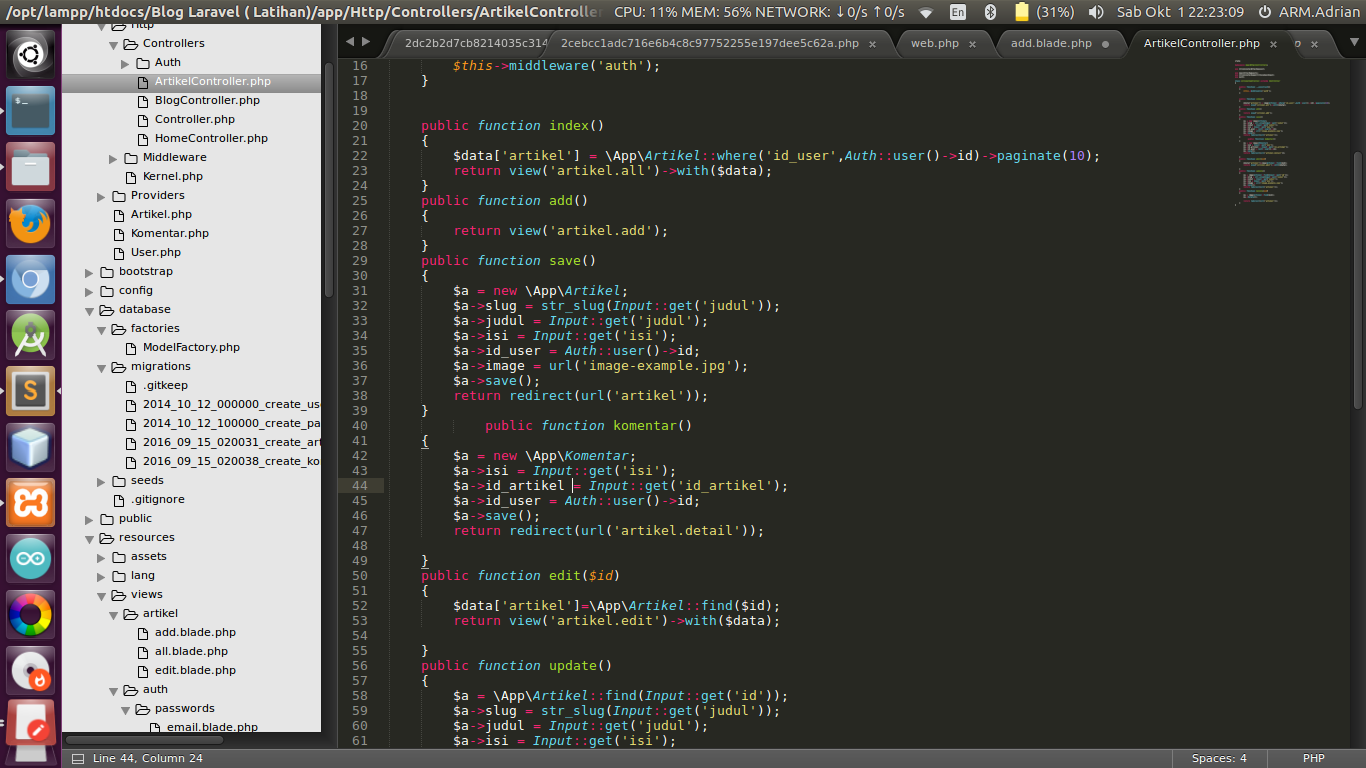 /opt/lampp/htdocs/Blog Laravel ( Latihan)/app/Http/Controllers/ArtikelController
CPU: 11% MEM: 56% NETWORK: ↓0/s ↑0/s
En
(31%)
Sab Okt 1 22:23:09
ARM.Adrian
Http
Controllers
Auth
ArtikelController.php
BlogController.php
Controller.php
HomeController.php
Middleware
Kernel.php
Providers
Artikel.php
Komentar.php
User.php
bootstrap
config
database
factories
ModelFactory.php
migrations
.gitkeep
2014_10_12_000000_create_us
2014_10_12_100000_create_pa
2016_09_15_020031_create_art
2016_09_15_020038_create_ko
seeds
.gitignore
public
resources
assets
lang
views
artikel
add.blade.php
all.blade.php
edit.blade.php
auth
passwords
email.blade.php
2dc2b2d7cb8214035c314
2cebcc1adc716e6b4c8c97752255e197dee5c62a.php ×
web.php ×
add.blade.php
ArtikelController.php ×
p ×
16 $this->middleware('auth');
17 }
18
19
20 public function index()
21 {
22 $data['artikel'] = \App\Artikel::where('id_user',Auth::user()->id)->paginate(10);
23 return view('artikel.all')->with($data);
24 }
25 public function add()
26 {
27 return view('artikel.add');
28 }
29 public function save()
30 {
31 $a = new \App\Artikel;
32 $a->slug = str_slug(Input::get('judul'));
33 $a->judul = Input::get('judul');
34 $a->isi = Input::get('isi');
35 $a->id_user = Auth::user()->id;
36 $a->image = url('image-example.jpg');
37 $a->save();
38 return redirect(url('artikel'));
39 }
40 public function komentar()
41 {
42 $a = new \App\Komentar;
43 $a->isi = Input::get('isi');
44 $a->id_artikel = Input::get('id_artikel');
45 $a->id_user = Auth::user()->id;
46 $a->save();
47 return redirect(url('artikel.detail'));
48
49 }
50 public function edit($id)
51 {
52 $data['artikel']=\App\Artikel::find($id);
53 return view('artikel.edit')->with($data);
54
55 }
56 public function update()
57 {
58 $a = \App\Artikel::find(Input::get('id'));
59 $a->slug = str_slug(Input::get('judul'));
60 $a->judul = Input::get('judul');
61 $a->isi = Input::get('isi');
Line 44, Column 24
Spaces: 4
PHP